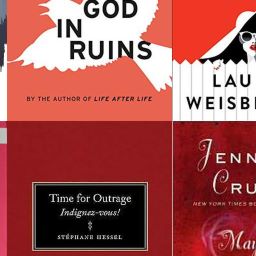 GOD
IN
RUINS
BY THE AUTHOR OF LIFE AFTER LIFE
LAU
WEISB
Time for Outrage
Indignez-vous!
STÉPHANE HESSEL
JENN
CRU
NEW YORK TIMES B
May